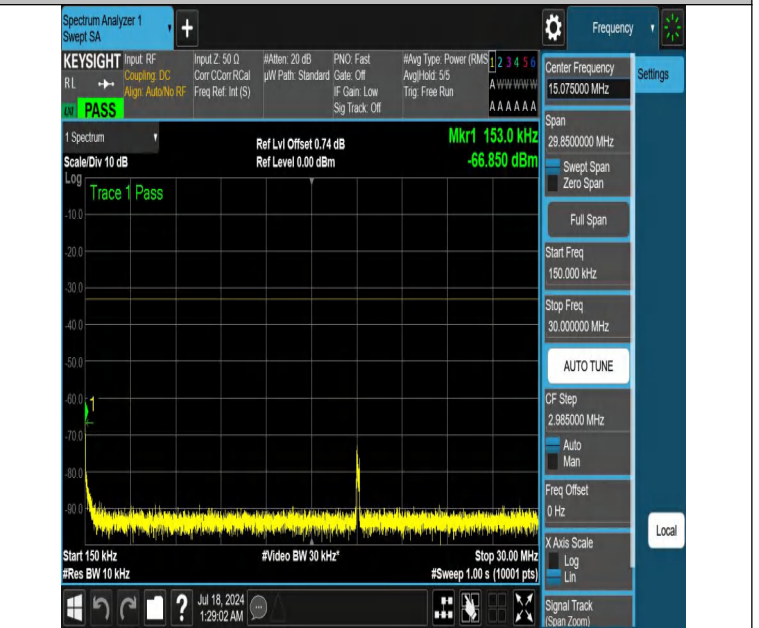 Spectrum Analyzer 1
Swept SA
+
Frequency
KEYSIGHT
RL
PASS
Input: RF
Coupling: DC
Align: Auto/No RF
Input Z: 50 Ω
Corr CCorr RCal
Freq Ref: Int (S)
#Atten: 20 dB
µW Path: Standard
PNO: Fast
Gate: Off
IF Gain: Low
Sig Track: Off
#Avg Type: Power (RMS
Avg|Hold: 5/5
Trig: Free Run
1 2 3 4 5 6
A W W W W W
A A A A A A
1 Spectrum
Scale/Div 10 dB
Ref Lvl Offset 0.74 dB
Ref Level 0.00 dBm
Mkr1 153.0 kHz
-66.850 dBm
Log
Trace 1 Pass
-10.0
-20.0
-30.0
-40.0
-50.0
-60.0
-70.0
-80.0
-90.0
1
Start 150 kHz
#Res BW 10 kHz
#Video BW 30 kHz*
Stop 30.00 MHz
#Sweep 1.00 s (10001 pts)
?
Jul 18, 2024
1:29:02 AM
Center Frequency
15.075000 MHz
Settings
Span
29.8500000 MHz
Swept Span
Zero Span
Full Span
Start Freq
150.000 kHz
Stop Freq
30.000000 MHz
AUTO TUNE
CF Step
2.985000 MHz
Auto
Man
Freq Offset
0 Hz
Local
X Axis Scale
Log
Lin
Signal Track
(Span Zoom)